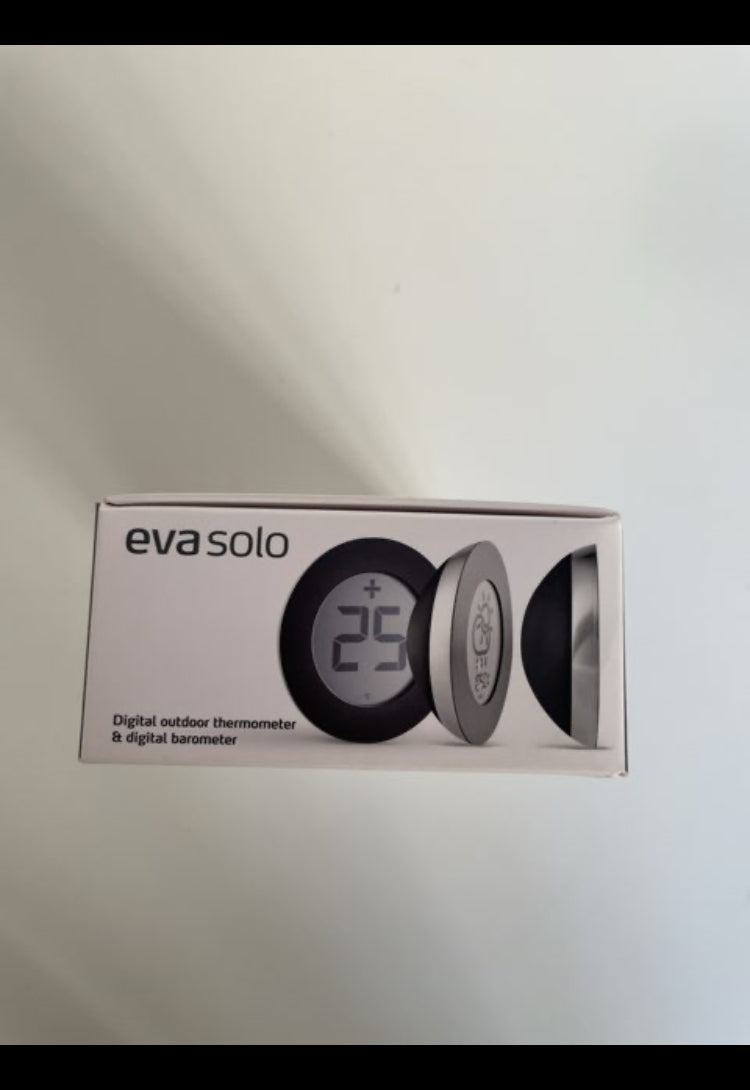 eva solo
+
25
°C
Digital outdoor thermometer
& digital barometer